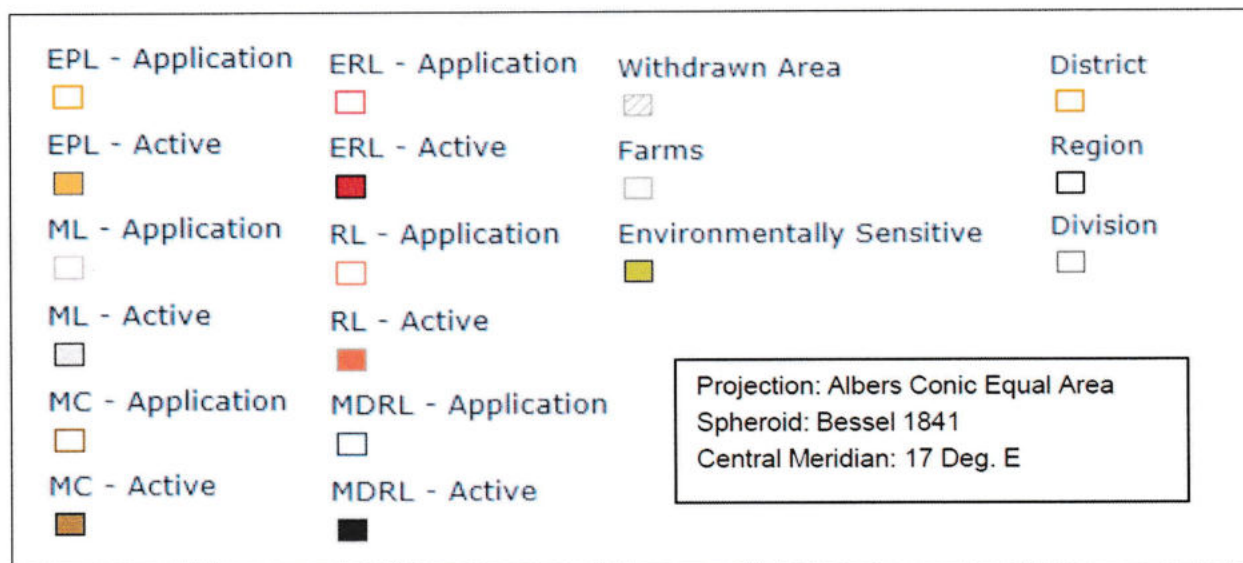 EPL - Application
EPL - Active
ML - Application
ML - Active
MC - Application
MC - Active
ERL - Application
ERL - Active
RL - Application
RL - Active
MDRL - Application
MDRL - Active
Withdrawn Area
Farms
Environmentally Sensitive
District
Region
Division
Projection: Albers Conic Equal Area
Spheroid: Bessel 1841
Central Meridian: 17 Deg. E